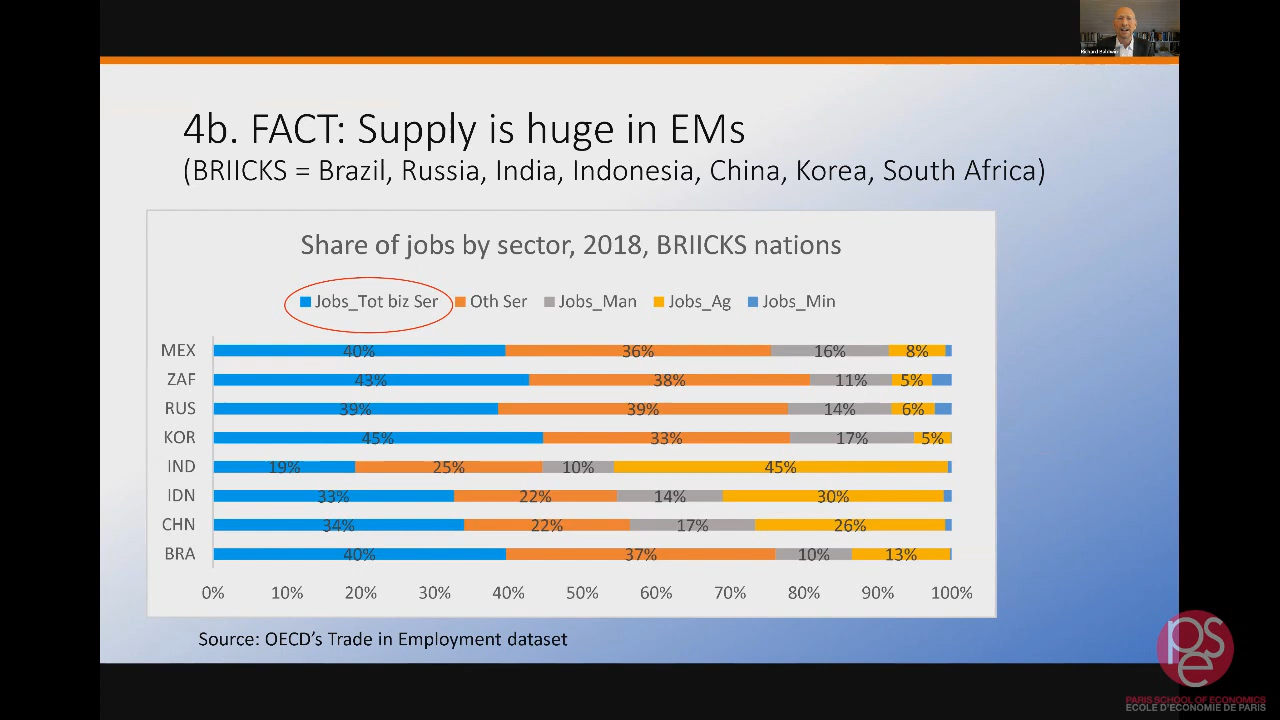 Richard Baldwin
4b. FACT: Supply is huge in EMs
(BRIICKS = Brazil, Russia, India, Indonesia, China, Korea, South Africa)
Share of jobs by sector, 2018, BRIICKS nations
Jobs_Tot biz Ser Oth Ser Jobs_Man Jobs_Ag Jobs_Min
MEX 40% 36% 16% 8%
ZAF 43% 38% 11% 5%
RUS 39% 39% 14% 6%
KOR 45% 33% 17% 5%
IND 19% 25% 10% 45%
IDN 33% 22% 14% 30%
CHN 34% 22% 17% 26%
BRA 40% 37% 10% 13%
0% 10% 20% 30% 40% 50% 60% 70% 80% 90% 100%
Source: OECD's Trade in Employment dataset
pse
PARIS SCHOOL OF ECONOMICS
ECOLE D'ECONOMIE DE PARIS